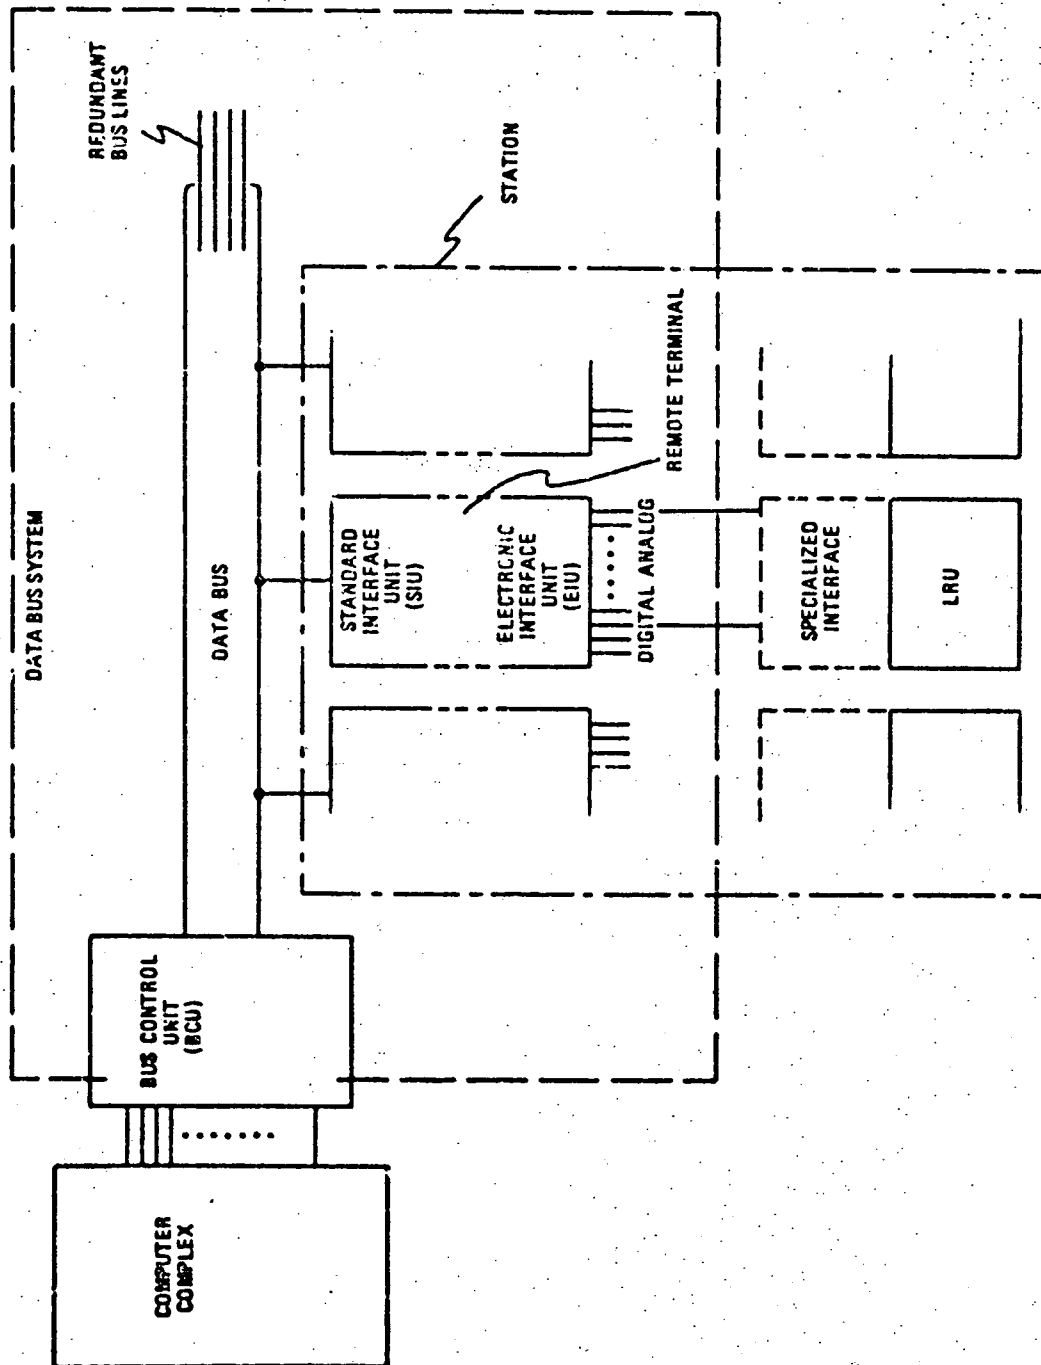 DATA BUS SYSTEM
REDUNDANT
BUS LINES
DATA BUS
STATION
COMPUTER
COMPLEX
BUS CONTROL
UNIT
(BCU)
STANDARD
INTERFACE
UNIT
(SIU)
ELECTRONIC
INTERFACE
UNIT
(EIU)
REMOTE TERMINAL
DIGITAL ANALOG
SPECIALIZED
INTERFACE
LRU